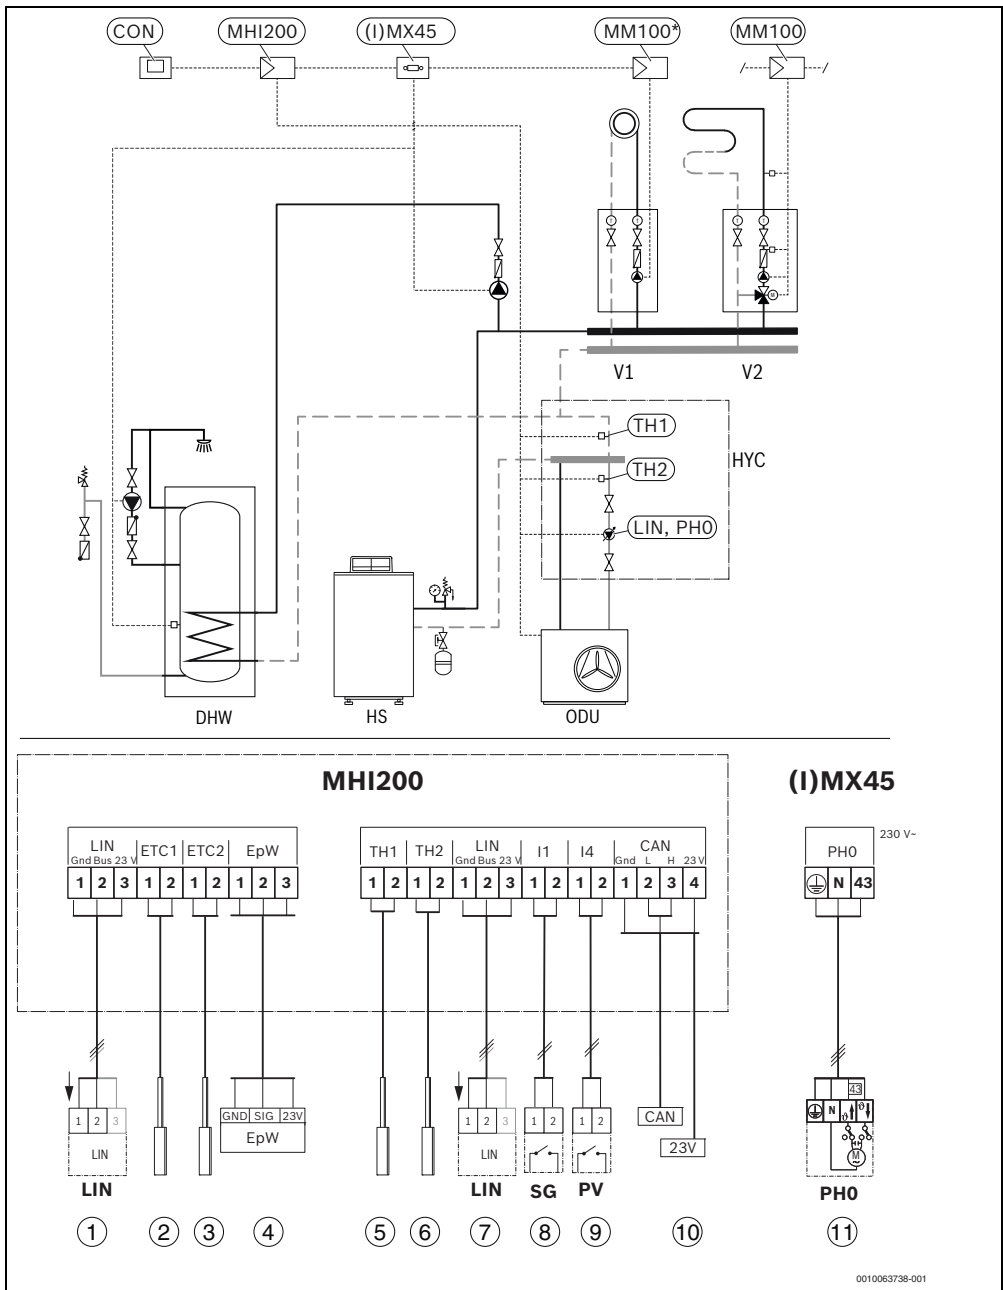 CON MHI200 (I)MX45 MM100* MM100
T T T T
M
V1 V2
TH1
HYC
TH2
LIN, PH0
DHW HS ODU
MHI200 (I)MX45
230 V~
LIN ETC1 ETC2 EpW TH1 TH2 LIN I1 I4 CAN PH0
Gnd Bus 23 V Gnd Bus 23 V Gnd L H 23 V
1 2 3 1 2 1 2 1 2 3 1 2 1 2 1 2 3 1 2 1 2 1 2 3 4 N 43
43
1 2 3 GND SIG 23V 1 2 3 1 2 1 2 CAN N ϑ ϑ
LIN EpW LIN 23V M
LIN LIN SG PV PH0
1 2 3 4 5 6 7 8 9 10 11
0010063738-001